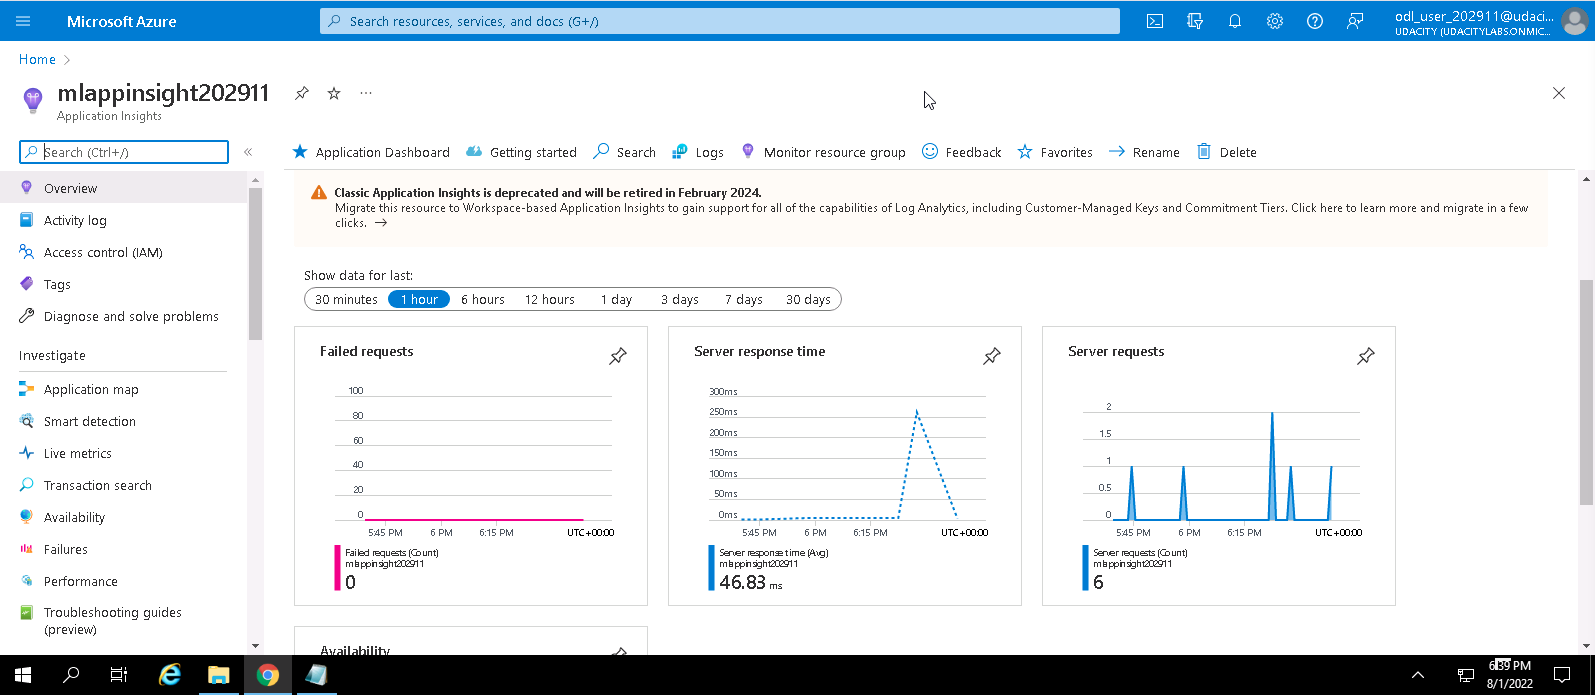 Microsoft Azure
Search resources, services, and docs (G+/)
odl_user_202911@udaci...
UDACITY (UDACITYLABS.ONMIC...
Home
mlappinsight202911
Application Insights
Search (Ctrl+/)
Application Dashboard
Getting started
Search
Logs
Monitor resource group
Feedback
Favorites
Rename
Delete
Overview
Activity log
Access control (IAM)
Tags
Diagnose and solve problems
Investigate
Application map
Smart detection
Live metrics
Transaction search
Availability
Failures
Performance
Troubleshooting guides
(preview)
Classic Application Insights is deprecated and will be retired in February 2024.
Migrate this resource to Workspace-based Application Insights to gain support for all of the capabilities of Log Analytics, including Customer-Managed Keys and Commitment Tiers. Click here to learn more and migrate in a few
clicks. →
Show data for last:
30 minutes
1 hour
6 hours
12 hours
1 day
3 days
7 days
30 days
Failed requests
100
80
60
40
20
0
5:45 PM
6 PM
6:15 PM
UTC+00:00
Failed requests (Count)
mlappinsight202911
0
Server response time
300ms
250ms
200ms
150ms
100ms
50ms
0ms
5:45 PM
6 PM
6:15 PM
UTC+00:00
Server response time (Avg)
mlappinsight202911
46.83 ms
Server requests
2
1.5
1
0.5
0
5:45 PM
6 PM
6:15 PM
UTC+00:00
Server requests (Count)
mlappinsight202911
6
Availability
6:39 PM
8/1/2022